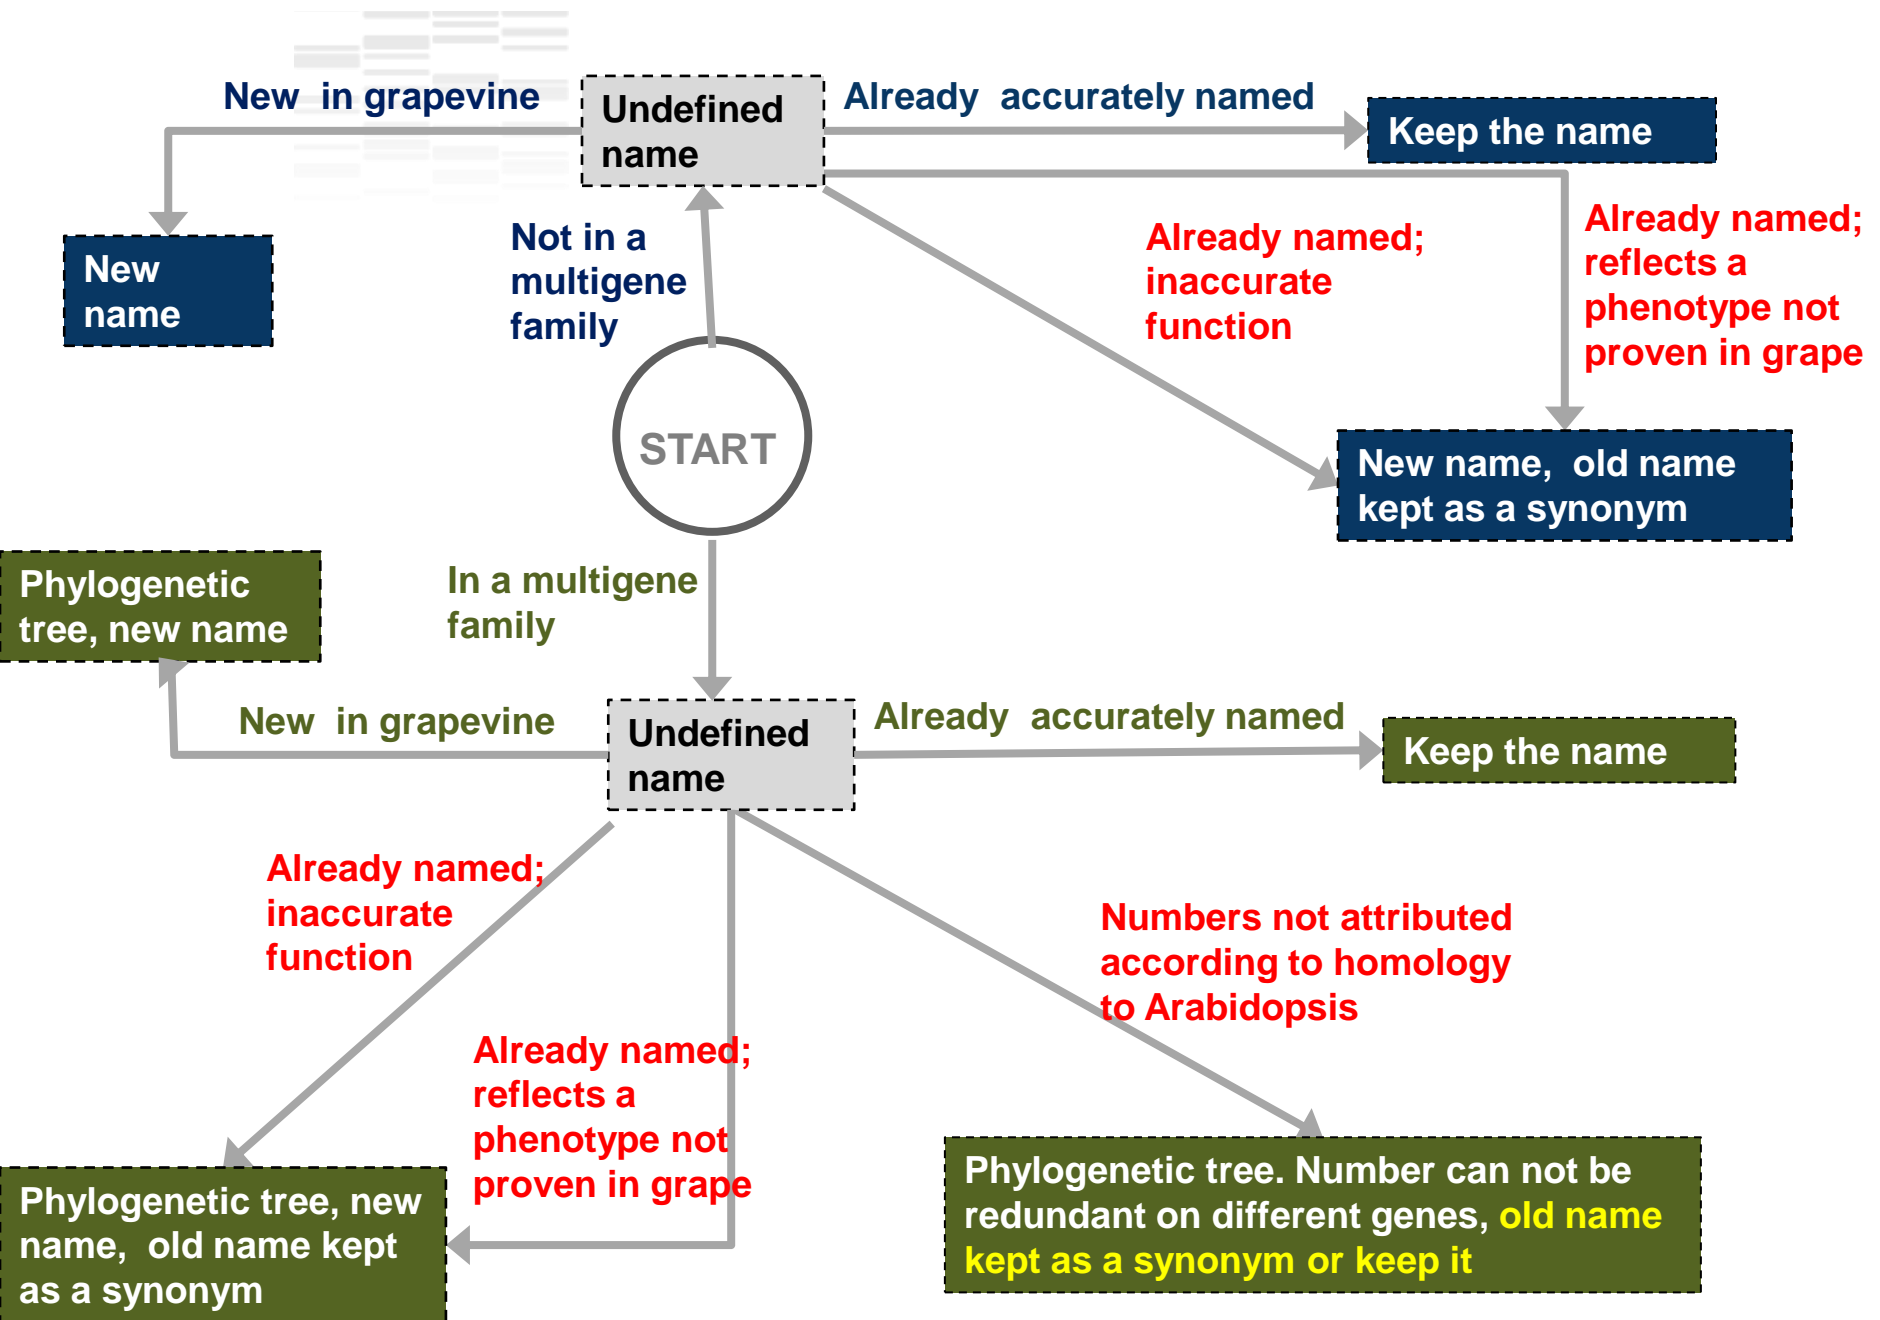 New in grapevine
Undefined
name
Already accurately named
Keep the name
New
name
Not in a
multigene
family
Already named;
inaccurate
function
Already named;
reflects a
phenotype not
proven in grape
START
New name, old name
kept as a synonym
Phylogenetic
tree, new name
In a multigene
family
New in grapevine
Undefined
name
Already accurately named
Keep the name
Already named;
inaccurate
function
Numbers not attributed
according to homology
to Arabidopsis
Already named;
reflects a
phenotype not
proven in grape
Phylogenetic tree, new
name, old name kept
as a synonym
Phylogenetic tree. Number can not be
redundant on different genes, old name
kept as a synonym or keep it